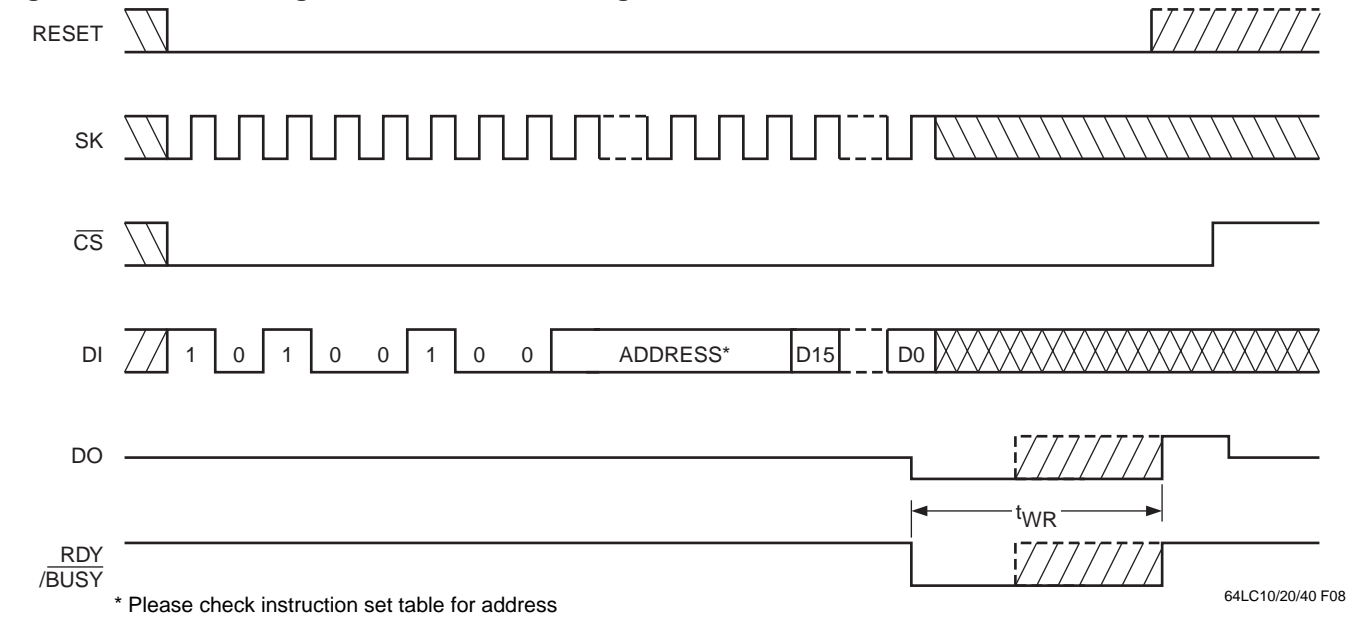 RESET
SK
CS
DI 1 0 1 0 0 1 0 0 ADDRESS* D15 D0
DO
tWR
RDY
/BUSY
* Please check instruction set table for address
64LC10/20/40 F08